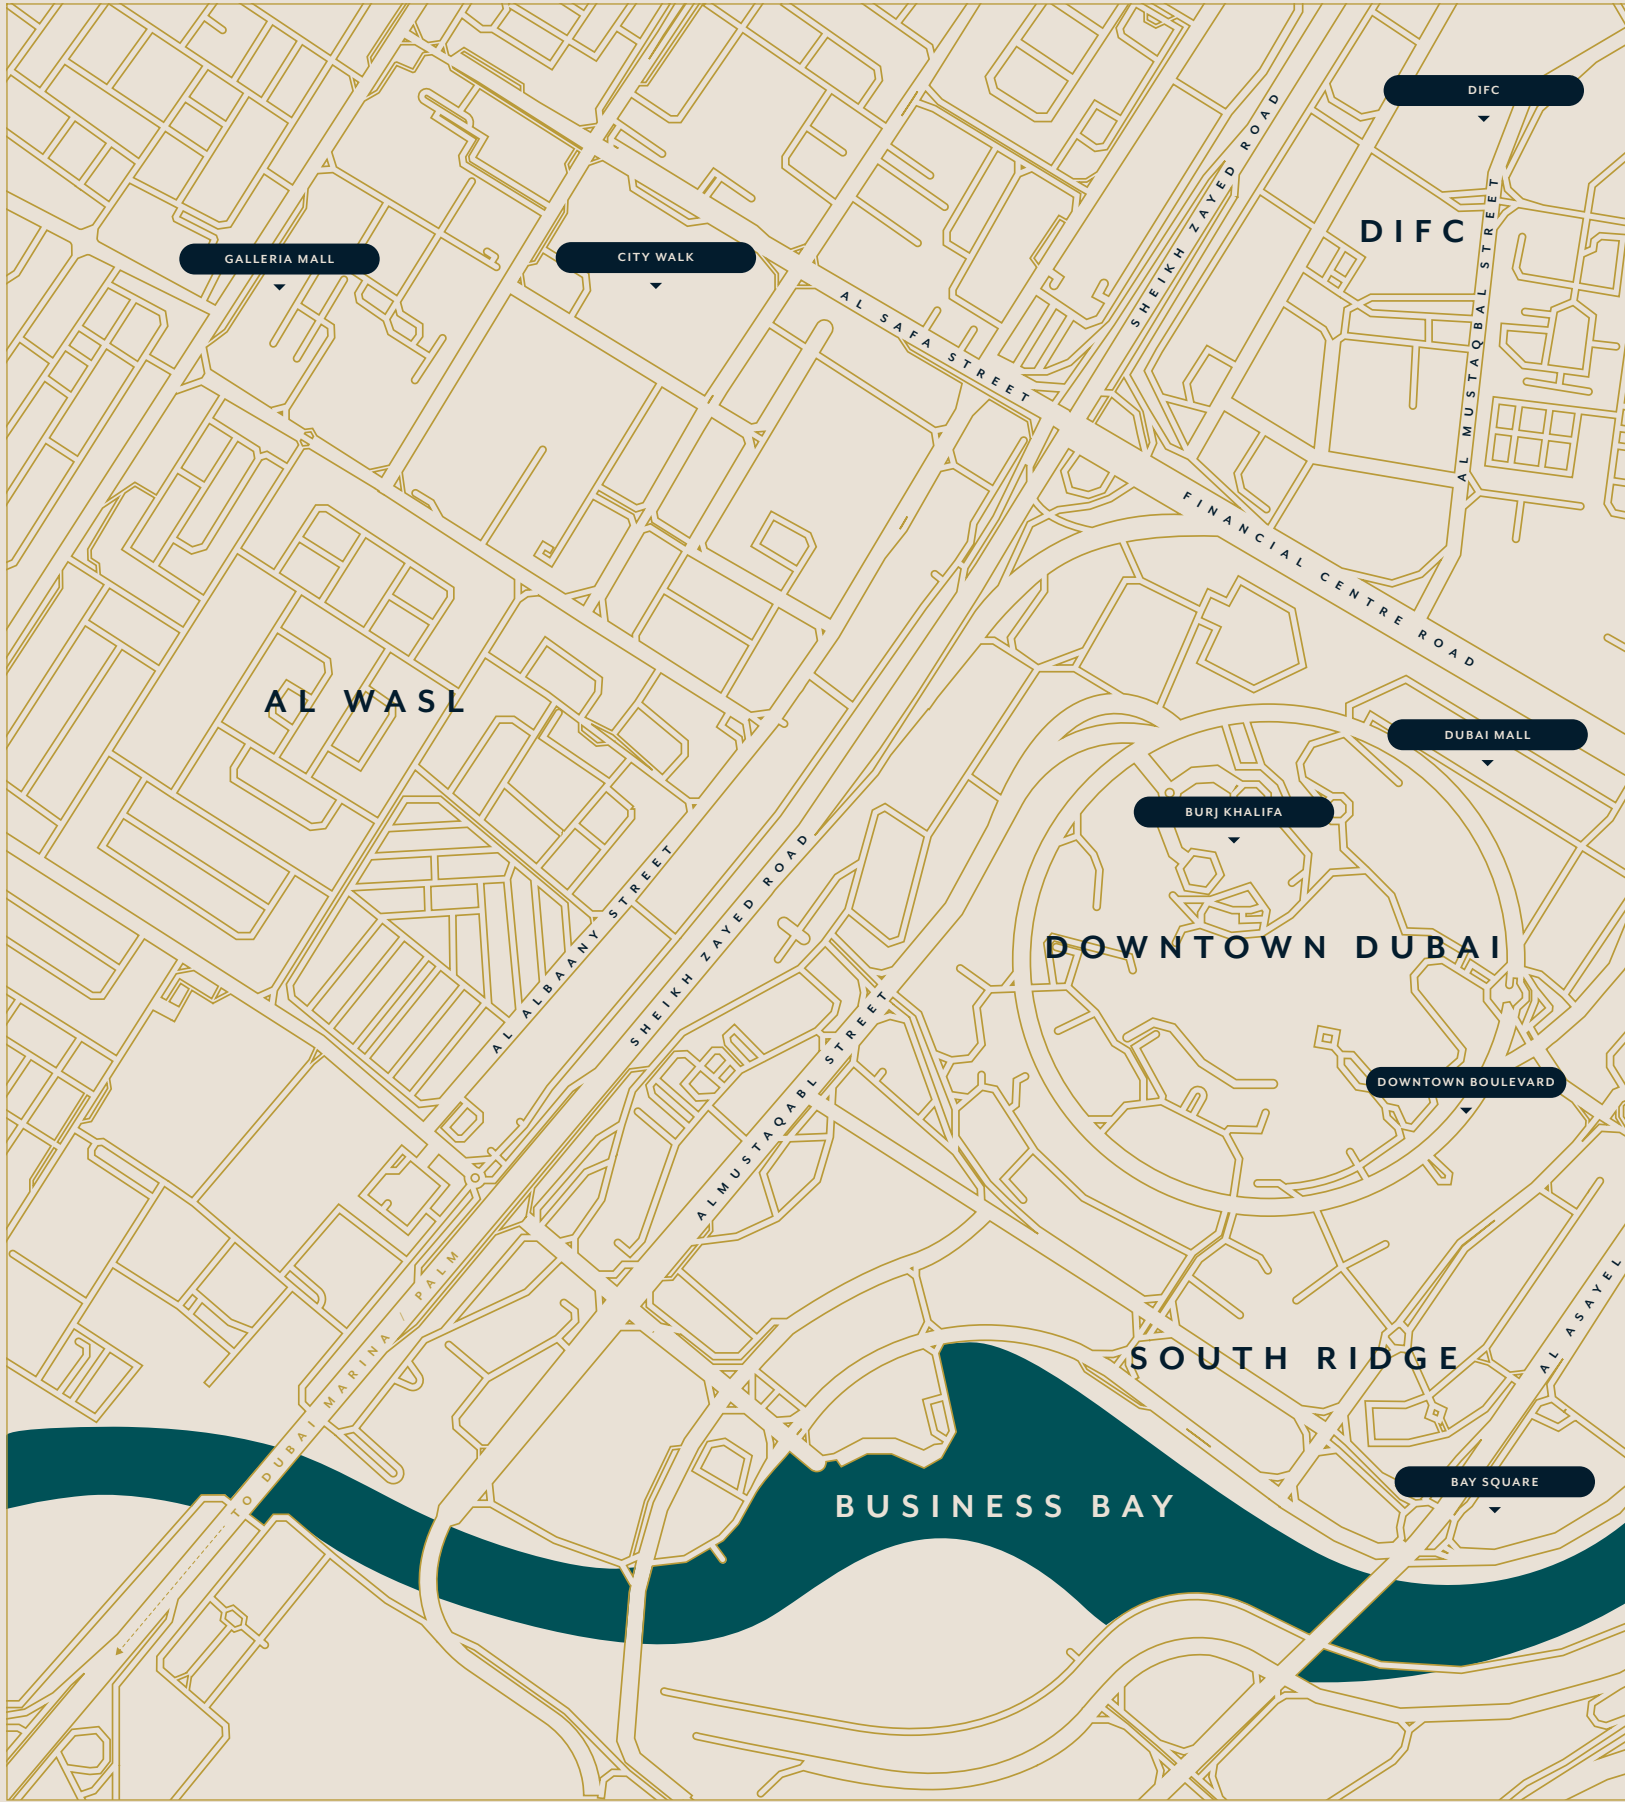 DIFC
SHEIKH ZAYED ROAD
DIFC
AL MUSTAQBAL STREET
GALLERIA MALL
CITY WALK
AL SAFA STREET
FINANCIAL CENTRE ROAD
AL WASL
DUBAI MALL
BURJ KHALIFA
AL ALBAANY STREET
SHEIKH ZAYED ROAD
DOWNTOWN DUBAI
ALMUSTAQABL STREET
DOWNTOWN BOULEVARD
TO DUBAI MARINA / PALM
AL ASAYEL
SOUTH RIDGE
BAY SQUARE
BUSINESS BAY